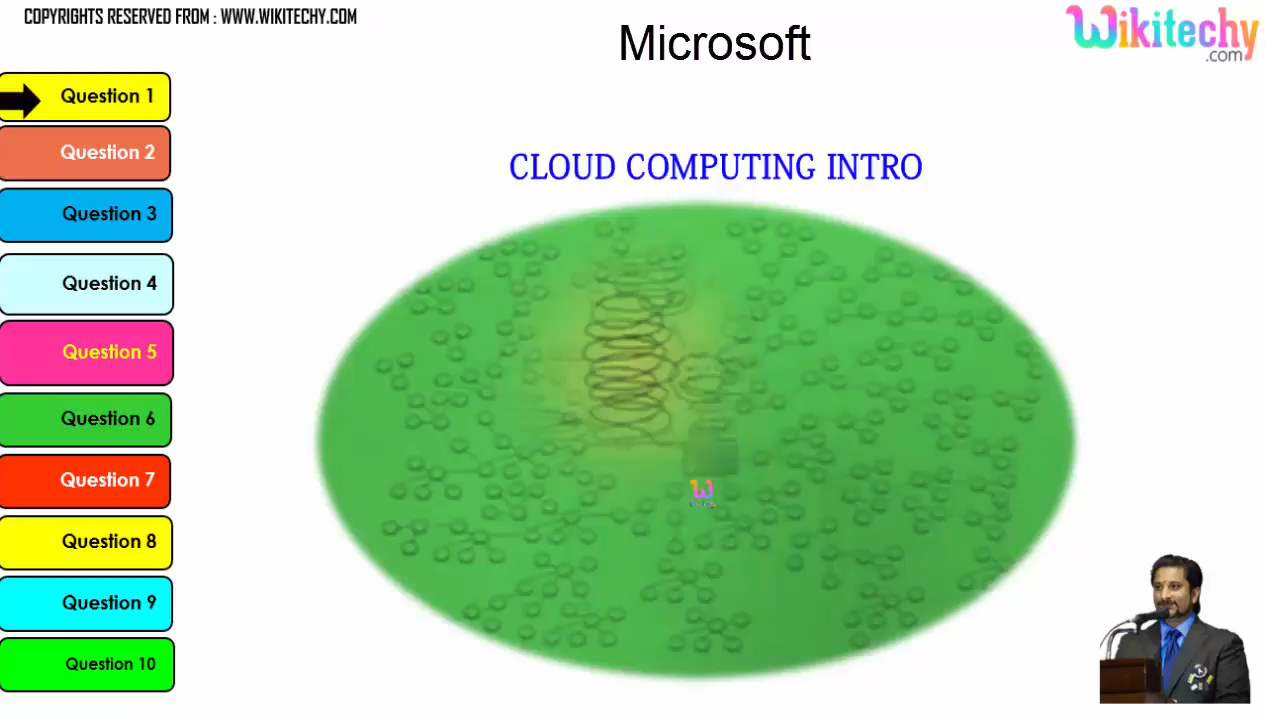 COPYRIGHTS RESERVED FROM : WWW.WIKITECHY.COM
Microsoft
Wikitechy
.com
CLOUD COMPUTING INTRO
Question 1
Question 2
Question 3
Question 4
Question 5
Question 6
Question 7
Question 8
Question 9
Question 10
W